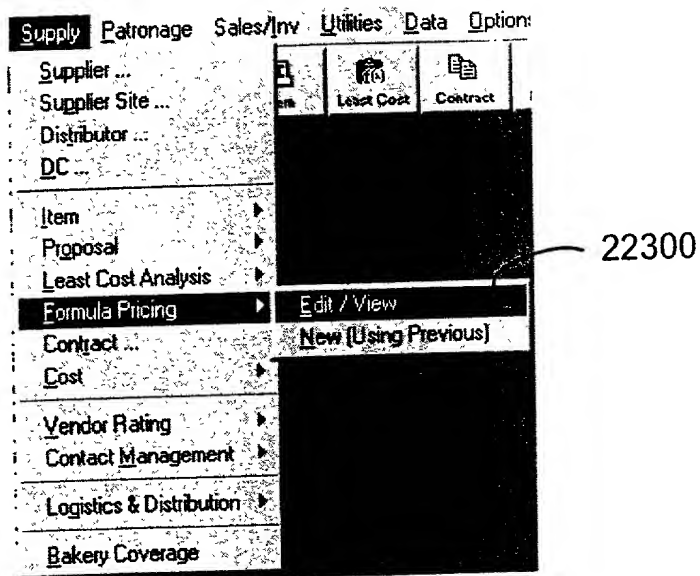 Supply Patronage Sales/Inv Utilities Data Option
Supplier ...
Supplier Site ...
Distributor ...
DC ...
Least Cost Contract
Item
Proposal
Least Cost Analysis
Formula Pricing
Contract ...
Cost
Vendor Rating
Contact Management
Logistics & Distribution
Bakery Coverage
Edit / View
New (Using Previous)
22300